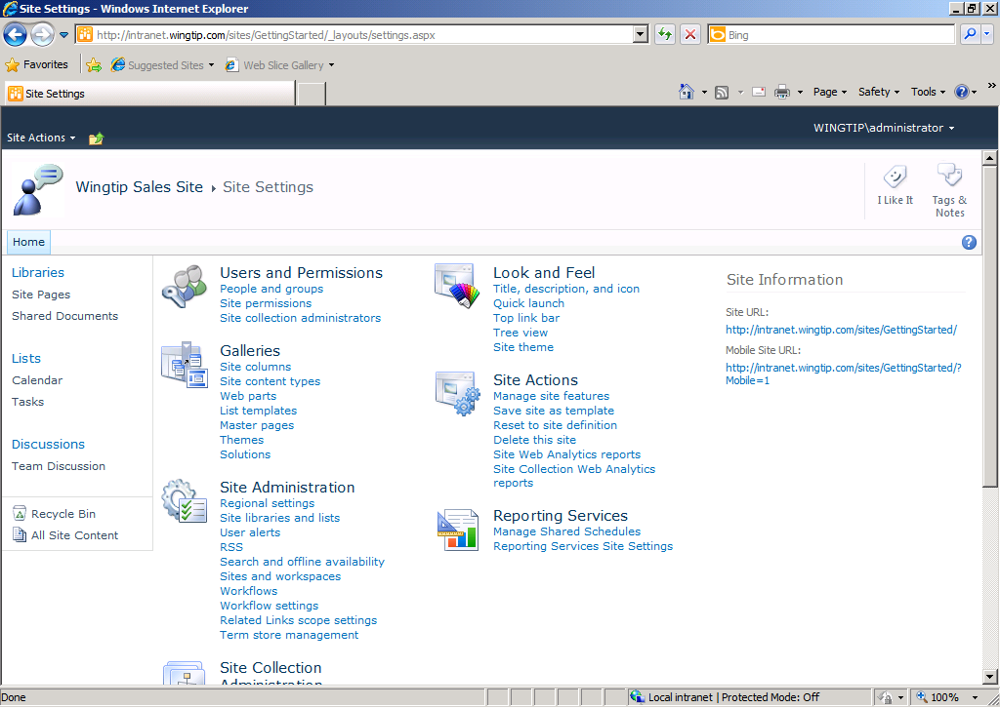 Site Settings - Windows Internet Explorer
http://intranet.wingtip.com/sites/GettingStarted/_layouts/settings.aspx
Bing
Favorites
Suggested Sites
Web Slice Gallery
Site Settings
Page
Safety
Tools
Site Actions
WINGTIP\administrator
Wingtip Sales Site
Site Settings
I Like It
Tags &
Notes
Home
Libraries
Site Pages
Shared Documents
Lists
Calendar
Tasks
Discussions
Team Discussion
Recycle Bin
All Site Content
Users and Permissions
People and groups
Site permissions
Site collection administrators
Galleries
Site columns
Site content types
Web parts
List templates
Master pages
Themes
Solutions
Site Administration
Regional settings
Site libraries and lists
User alerts
RSS
Search and offline availability
Sites and workspaces
Workflows
Workflow settings
Related Links scope settings
Term store management
Site Collection
Administration
Look and Feel
Title, description, and icon
Quick launch
Top link bar
Tree view
Site theme
Site Actions
Manage site features
Save site as template
Reset to site definition
Delete this site
Site Web Analytics reports
Site Collection Web Analytics
reports
Reporting Services
Manage Shared Schedules
Reporting Services Site Settings
Site Information
Site URL:
http://intranet.wingtip.com/sites/GettingStarted/
Mobile Site URL:
http://intranet.wingtip.com/sites/GettingStarted/?
Mobile=1
Done
Local intranet | Protected Mode: Off
100%